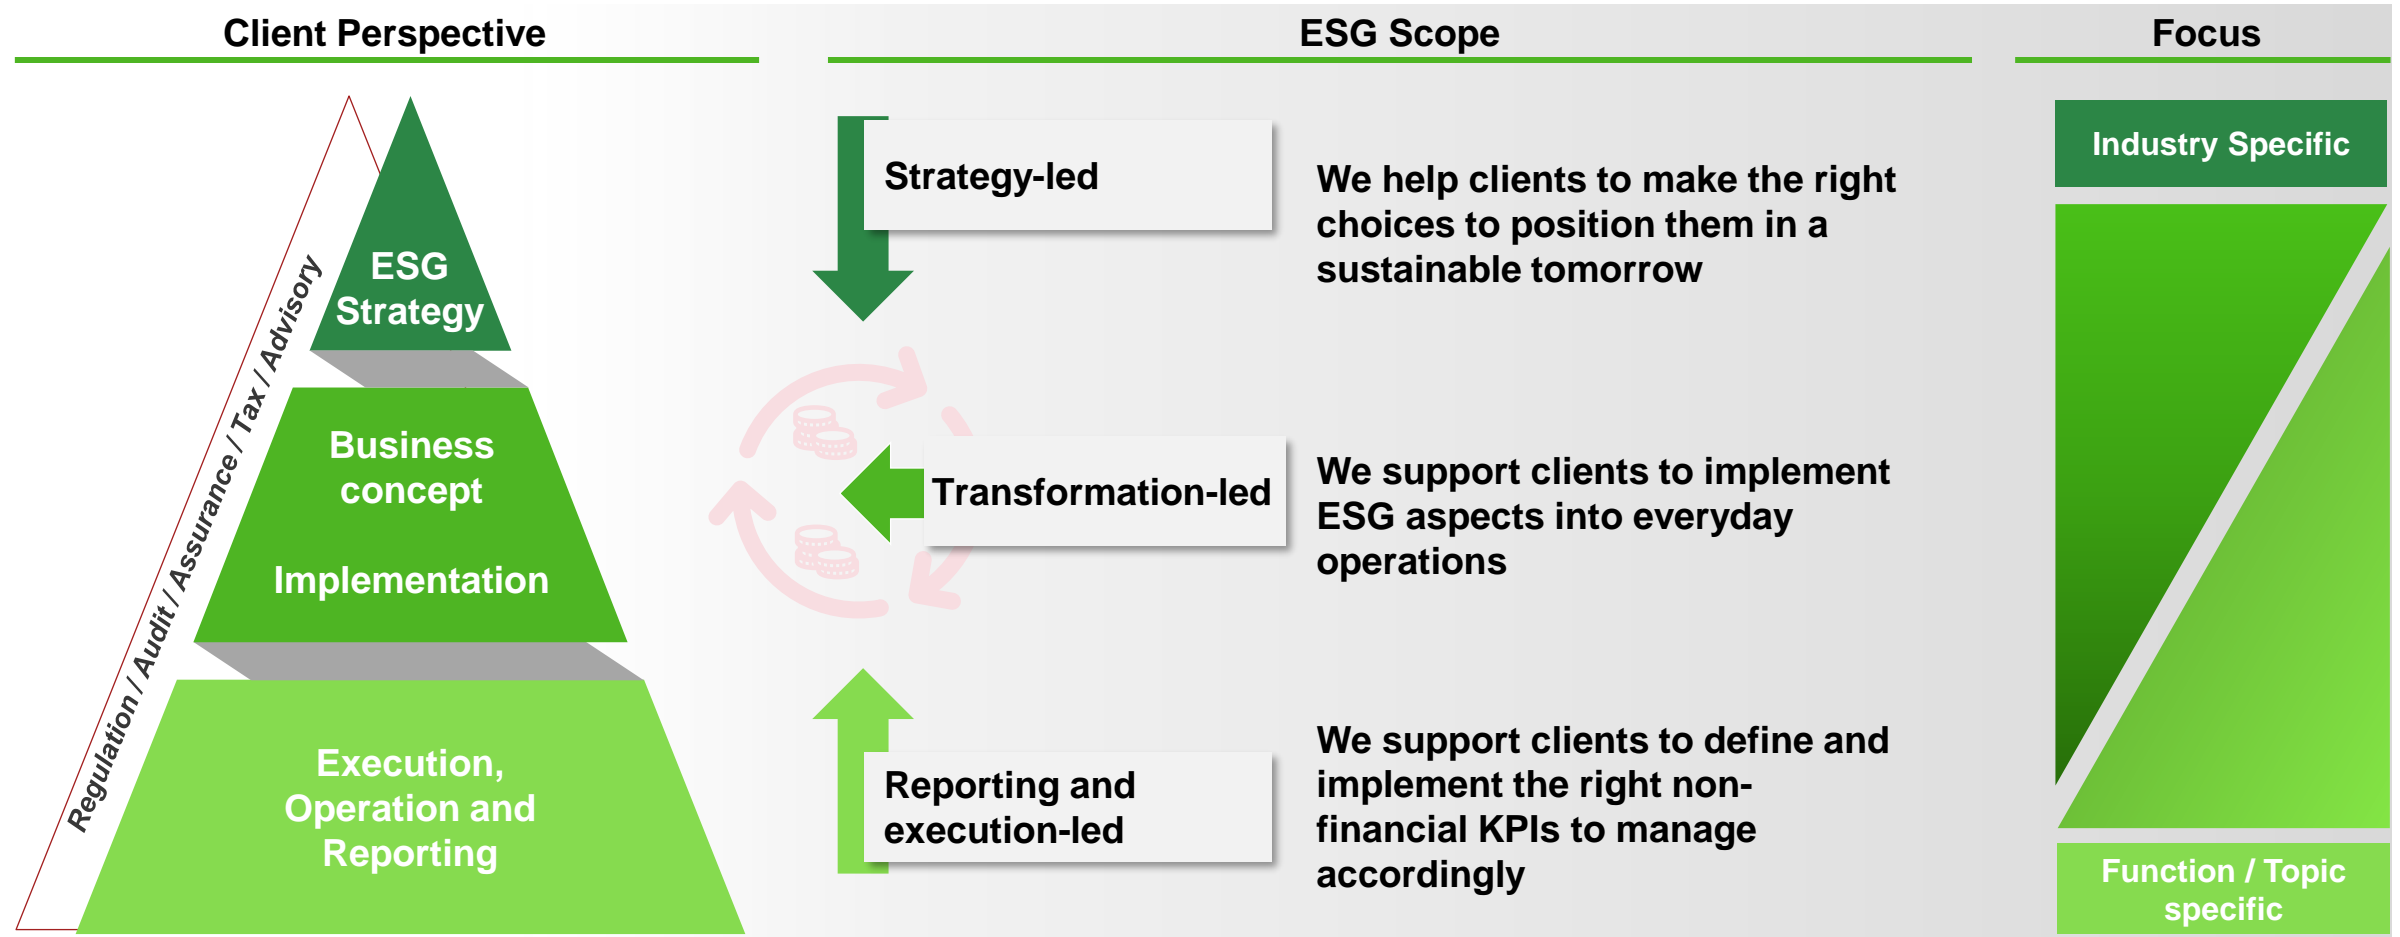 Client Perspective
ESG Scope
Focus
Regulation / Audit / Assurance / Tax / Advisory
ESG
Strategy
Business
concept
Implementation
Execution,
Operation and
Reporting
Strategy-led
We help clients to make the right
choices to position them in a
sustainable tomorrow
Transformation-led
We support clients to implement
ESG aspects into everyday
operations
Reporting and
execution-led
We support clients to define and
implement the right non-
financial KPIs to manage
accordingly
Industry Specific
Function / Topic
specific